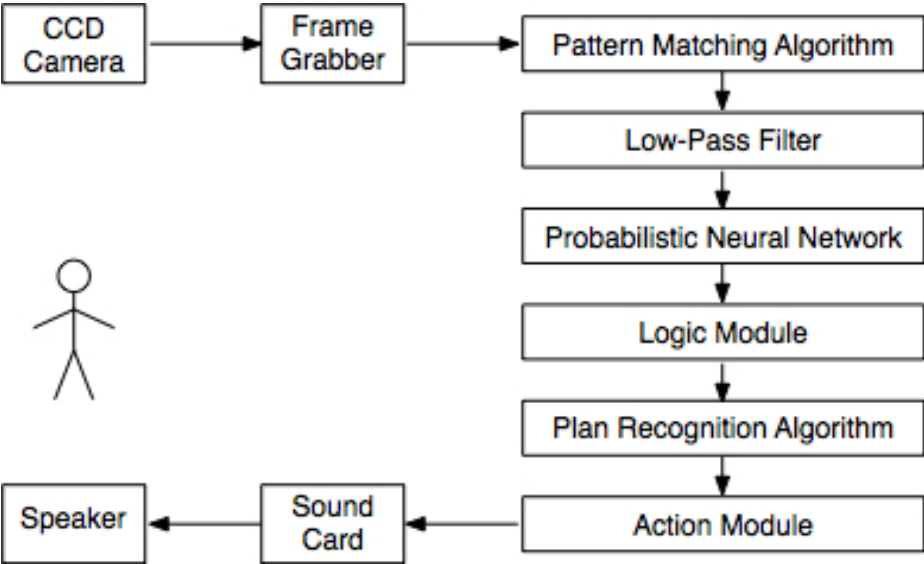 CCD
Camera
Frame
Grabber
Pattern Matching Algorithm
Low-Pass Filter
Probabilistic Neural Network
Logic Module
Plan Recognition Algorithm
Speaker
Sound
Card
Action Module